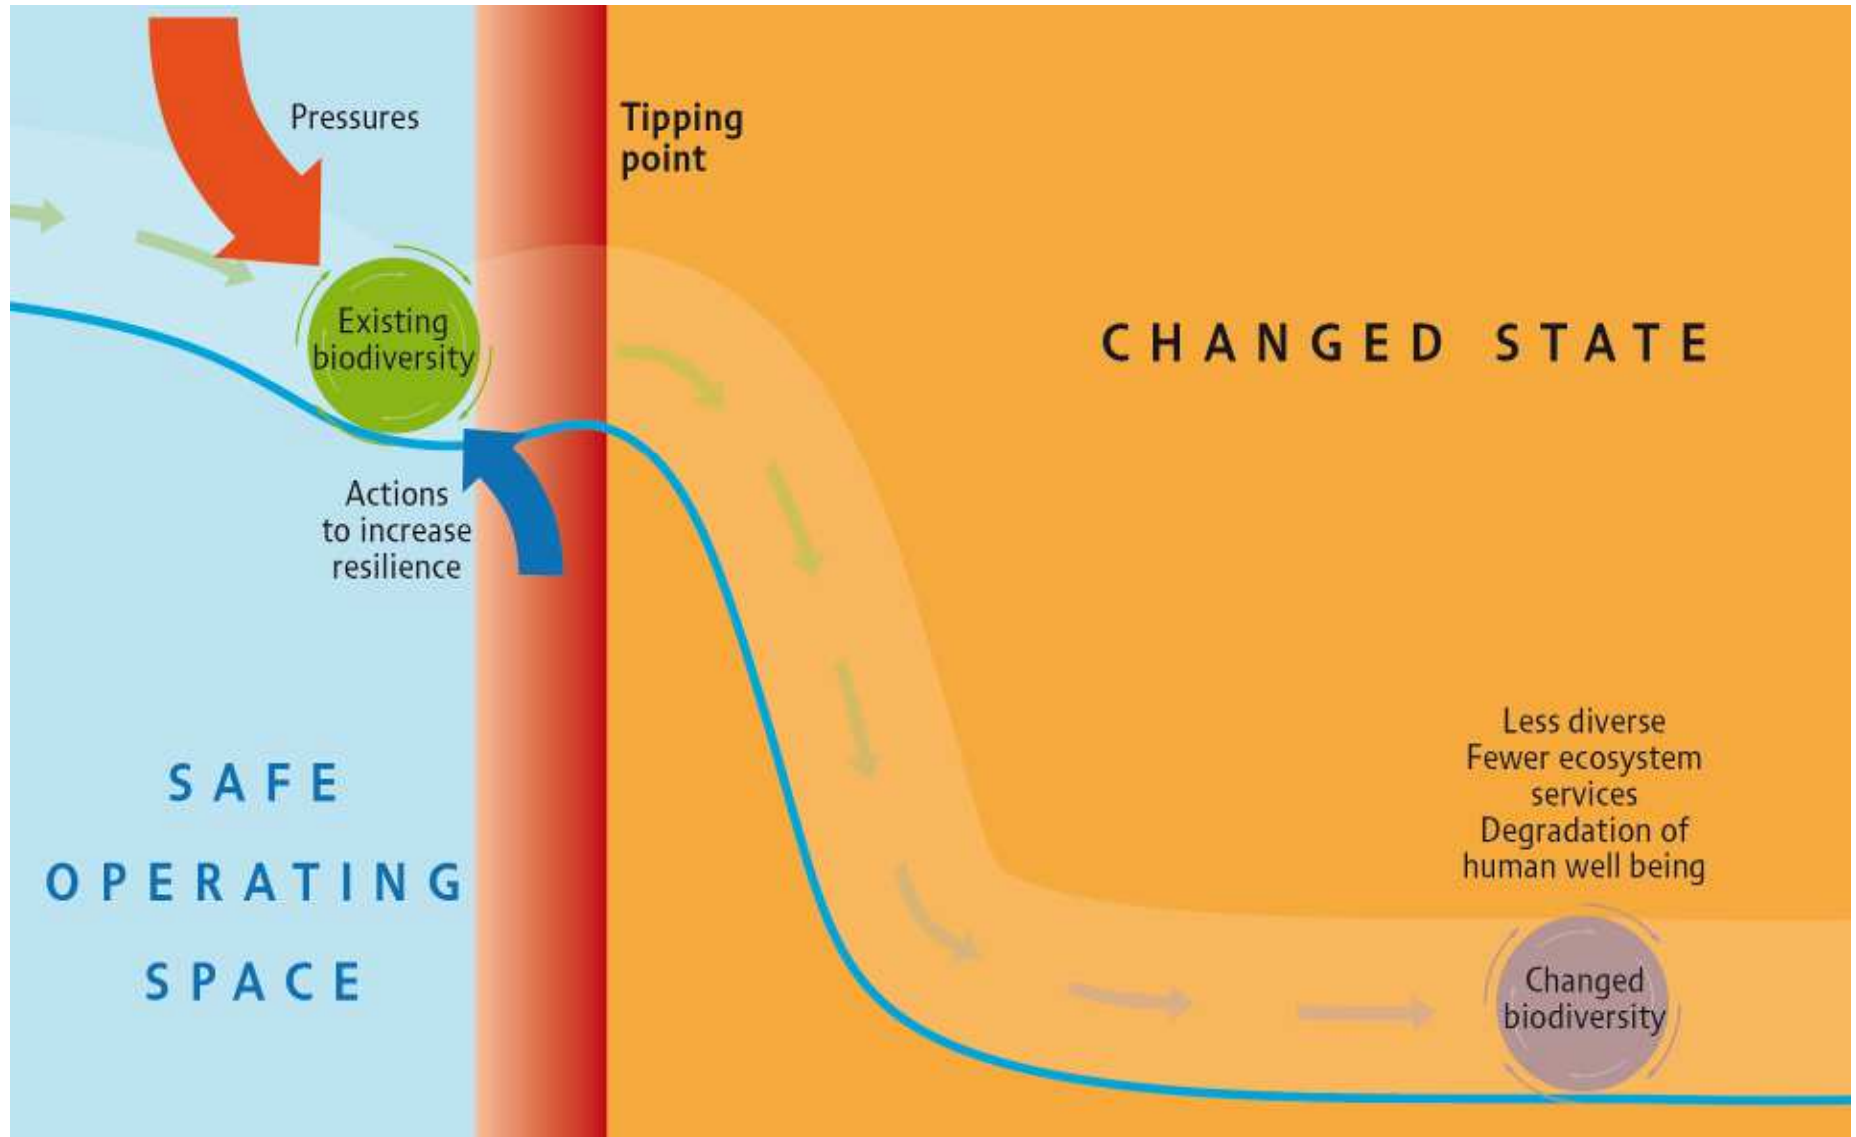 Pressures
Tipping
point
Existing
biodiversity
CHANGED STATE
Actions
to increase
resilience
SAFE
OPERATING
SPACE
Less diverse
Fewer ecosystem
services
Degradation of
human well being
Changed
biodiversity